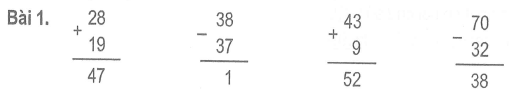 Bài 1. 28 38 43 70
+ - + -
19 37 9 32
47 1 52 38